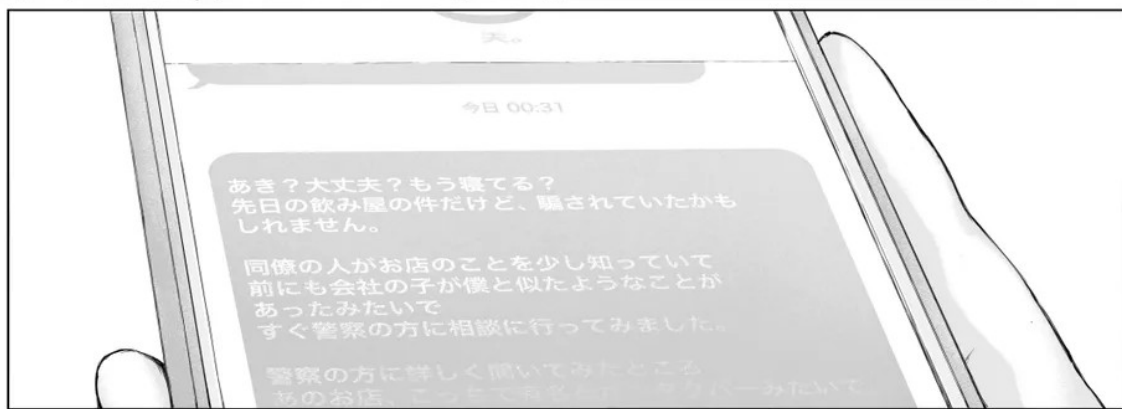 天。
今日 00:31
あき？大丈夫？もう寝てる？
先日の飲み屋の件だけど、騙されていたかも
しれません。
同僚の人がお店のことを少し知っていて
前にも会社の子が僕と似たようなことが
あったみたいで
すぐ警察の方に相談に行ってみました。
警察の方に詳しく聞いてみたところ
あのお店、